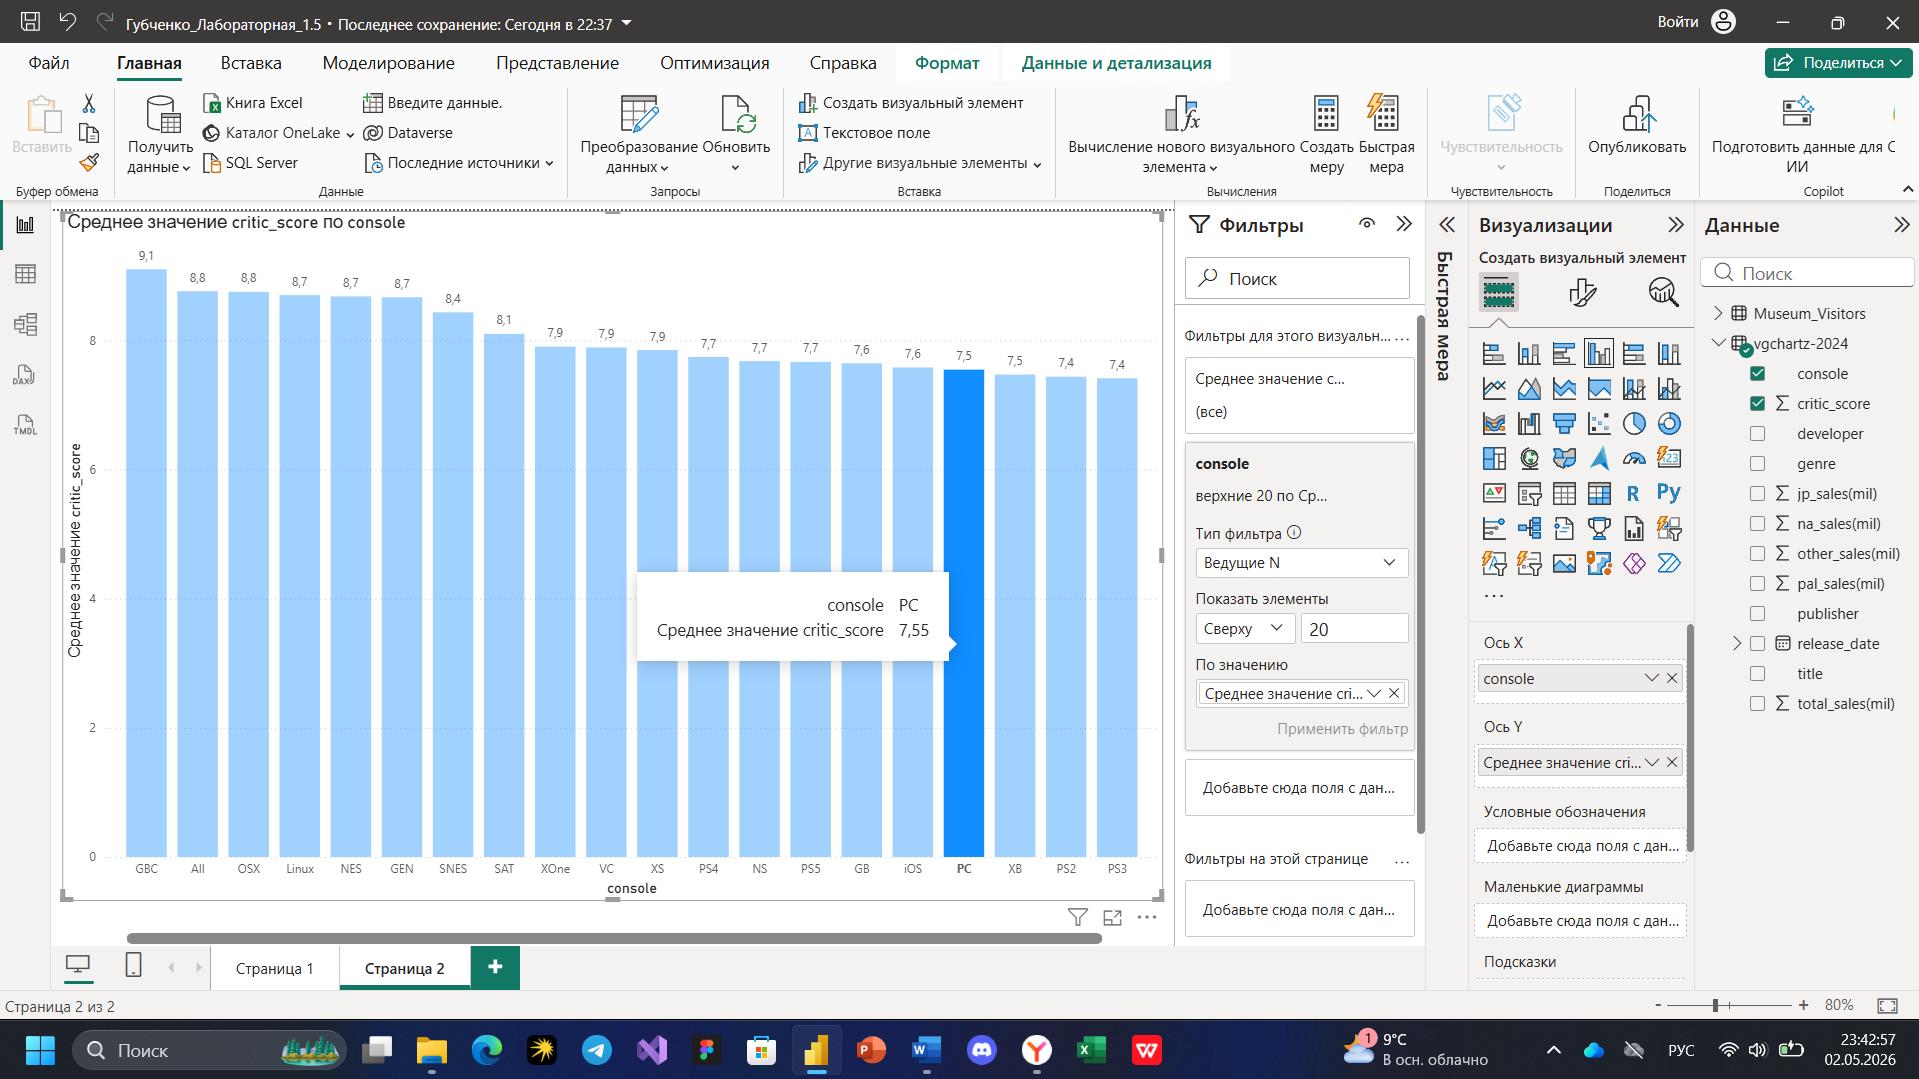 Губченко_Лабораторная_1.5 • Последнее сохранение: Сегодня в 22:37
Войти
Файл
Главная
Вставка
Моделирование
Представление
Оптимизация
Справка
Формат
Данные и детализация
Поделиться
Вставить
Буфер обмена
Получить данные
Книга Excel
Каталог OneLake
SQL Server
Введите данные.
Dataverse
Последние источники
Данные
Преобразование данных
Обновить
Запросы
Создать визуальный элемент
Текстовое поле
Другие визуальные элементы
Вставка
Вычисление нового визуального элемента
Создать меру
Быстрая мера
Вычисления
Чувствительность
Чувствительность
Опубликовать
Поделиться
Подготовить данные для С
ИИ
Copilot
DAX
TMDL
Среднее значение critic_score по console
Среднее значение critic_score
8
6
4
2
0
9,1
8,8
8,8
8,7
8,7
8,7
8,4
8,1
7,9
7,9
7,9
7,7
7,7
7,7
7,6
7,6
7,5
7,5
7,4
7,4
console PC
Среднее значение critic_score 7,55
GBC
All
OSX
Linux
NES
GEN
SNES
SAT
XOne
VC
XS
PS4
NS
PS5
GB
iOS
PC
XB
PS2
PS3
console
Фильтры
Поиск
Фильтры для этого визуальн... ...
Среднее значение c...
(все)
console
верхние 20 по Ср...
Тип фильтра
Ведущие N
Показать элементы
Сверху
20
По значению
Среднее значение cri...
Применить фильтр
Добавьте сюда поля с дан...
Фильтры на этой странице ...
Добавьте сюда поля с дан...
Быстрая мера
Визуализации
Создать визуальный элемент
123
R
Py
...
Ось X
console
Ось Y
Среднее значение cri...
Условные обозначения
Добавьте сюда поля с дан...
Маленькие диаграммы
Добавьте сюда поля с дан...
Подсказки
Данные
Поиск
Museum_Visitors
vgchartz-2024
console
critic_score
developer
genre
jp_sales(mil)
na_sales(mil)
other_sales(mil)
pal_sales(mil)
publisher
release_date
title
total_sales(mil)
Страница 1
Страница 2
+
Страница 2 из 2
- + 80%
Поиск
1
9°C
В осн. облачно
РУС
23:42:57
02.05.2026